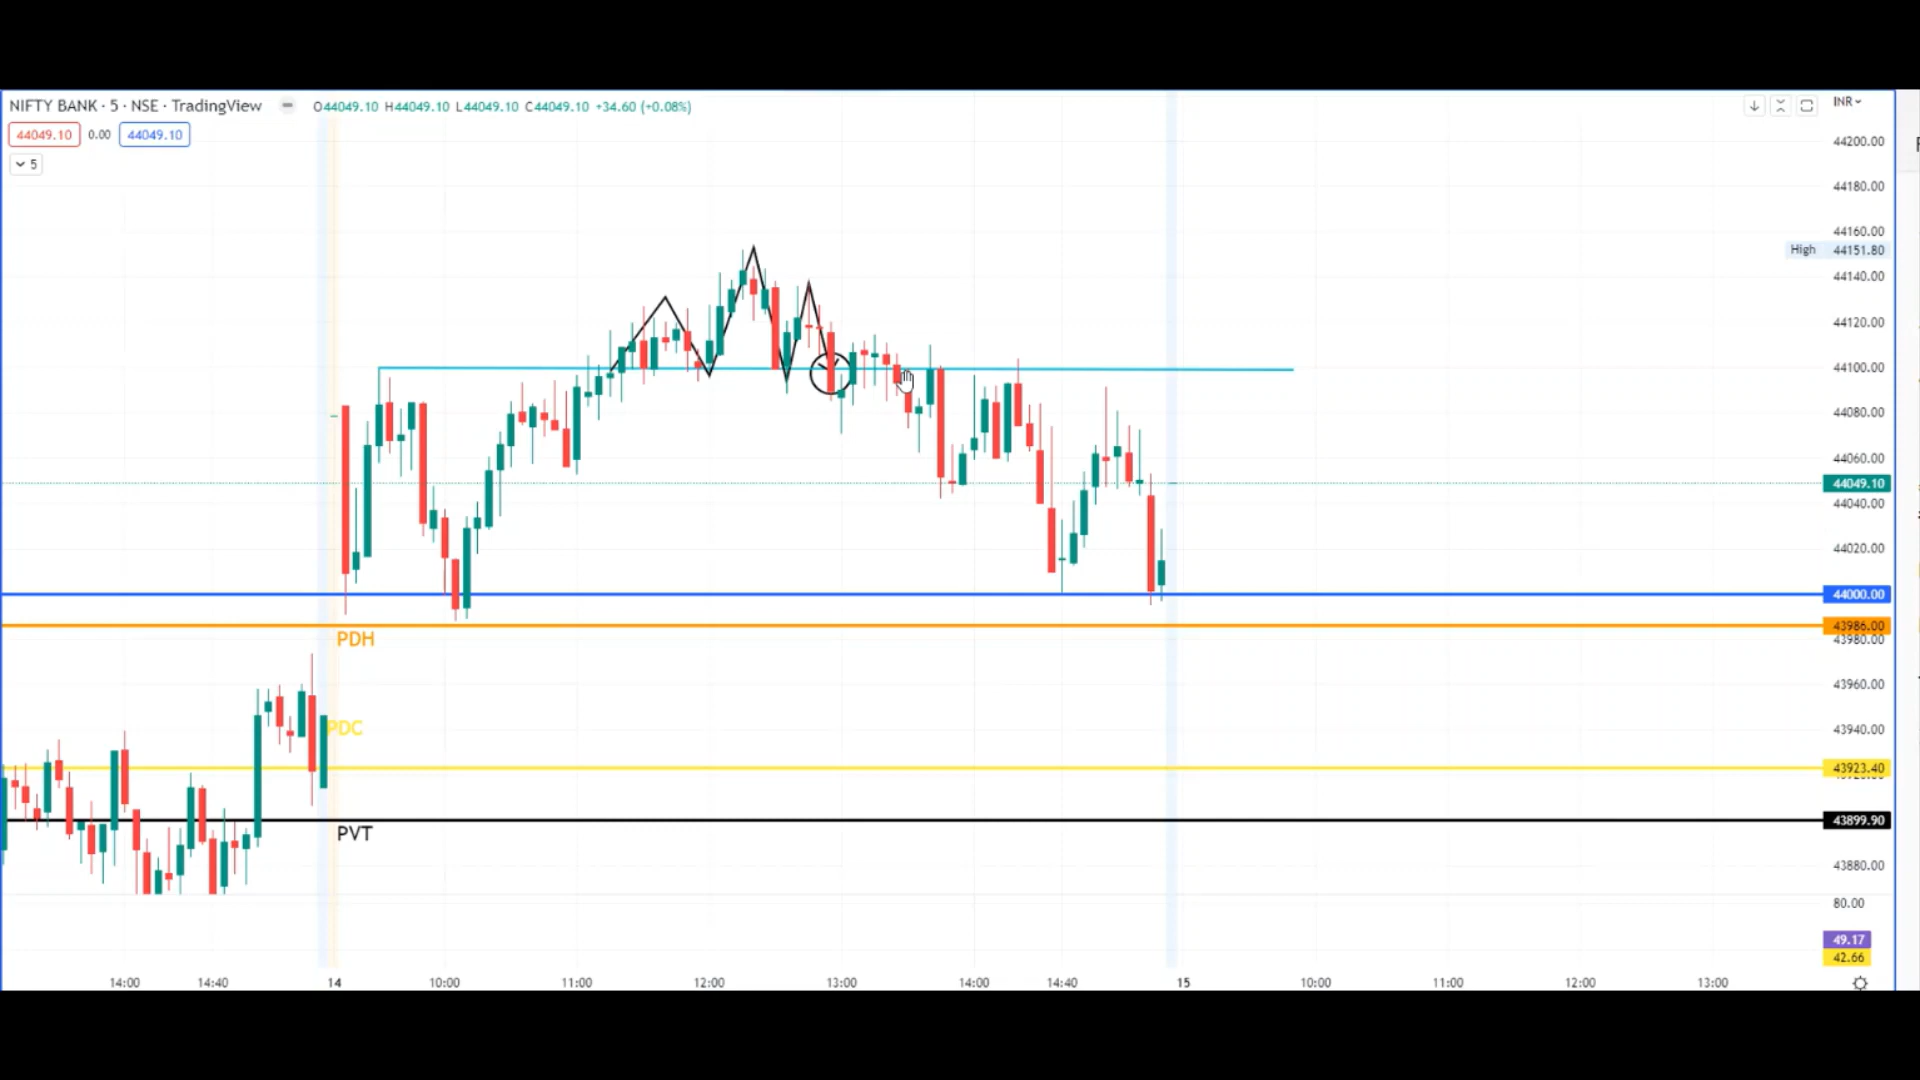 NIFTY BANK · 5 · NSE · TradingView O44049.10 H44049.10 L44049.10 C44049.10 +34.60 (+0.08%)
INR
44049.10 0.00 44049.10
5
44200.00
44180.00
44160.00
High 44151.80
44140.00
44120.00
44100.00
44080.00
44060.00
44049.10
44040.00
44020.00
44000.00
43986.00
PDH
43980.00
43960.00
PDC
43940.00
43923.40
43899.90
PVT
43880.00
80.00
49.17
42.66
14:00 14:40 14 10:00 11:00 12:00 13:00 14:00 14:40 15 10:00 11:00 12:00 13:00